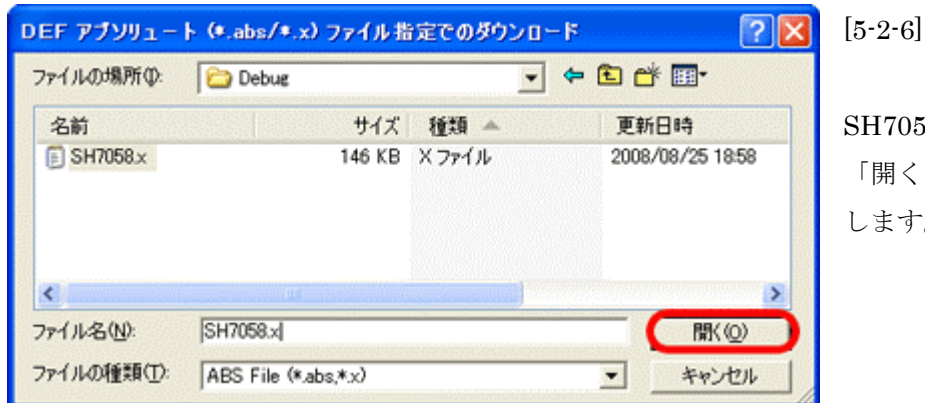 DEF アブソリュート (*.abs/*.x) ファイル指定でのダウンロード
ファイルの場所(I):
Debug
名前 サイズ 種類 更新日時
SH7058.x 146 KB X ファイル 2008/08/25 18:58
ファイル名(N): SH7058.x 開く(O)
ファイルの種類(T): ABS File (*.abs,*.x) キャンセル
[5-2-6]
SH705
「開く
します。